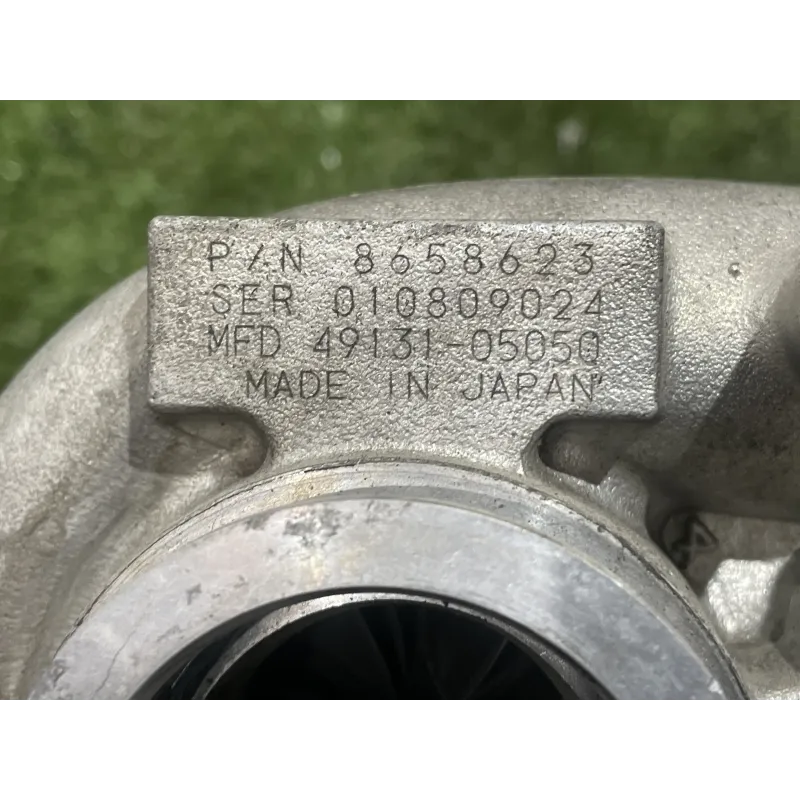 P/N 8658623
SER 010809024
MFD 49131-05050
MADE IN JAPAN